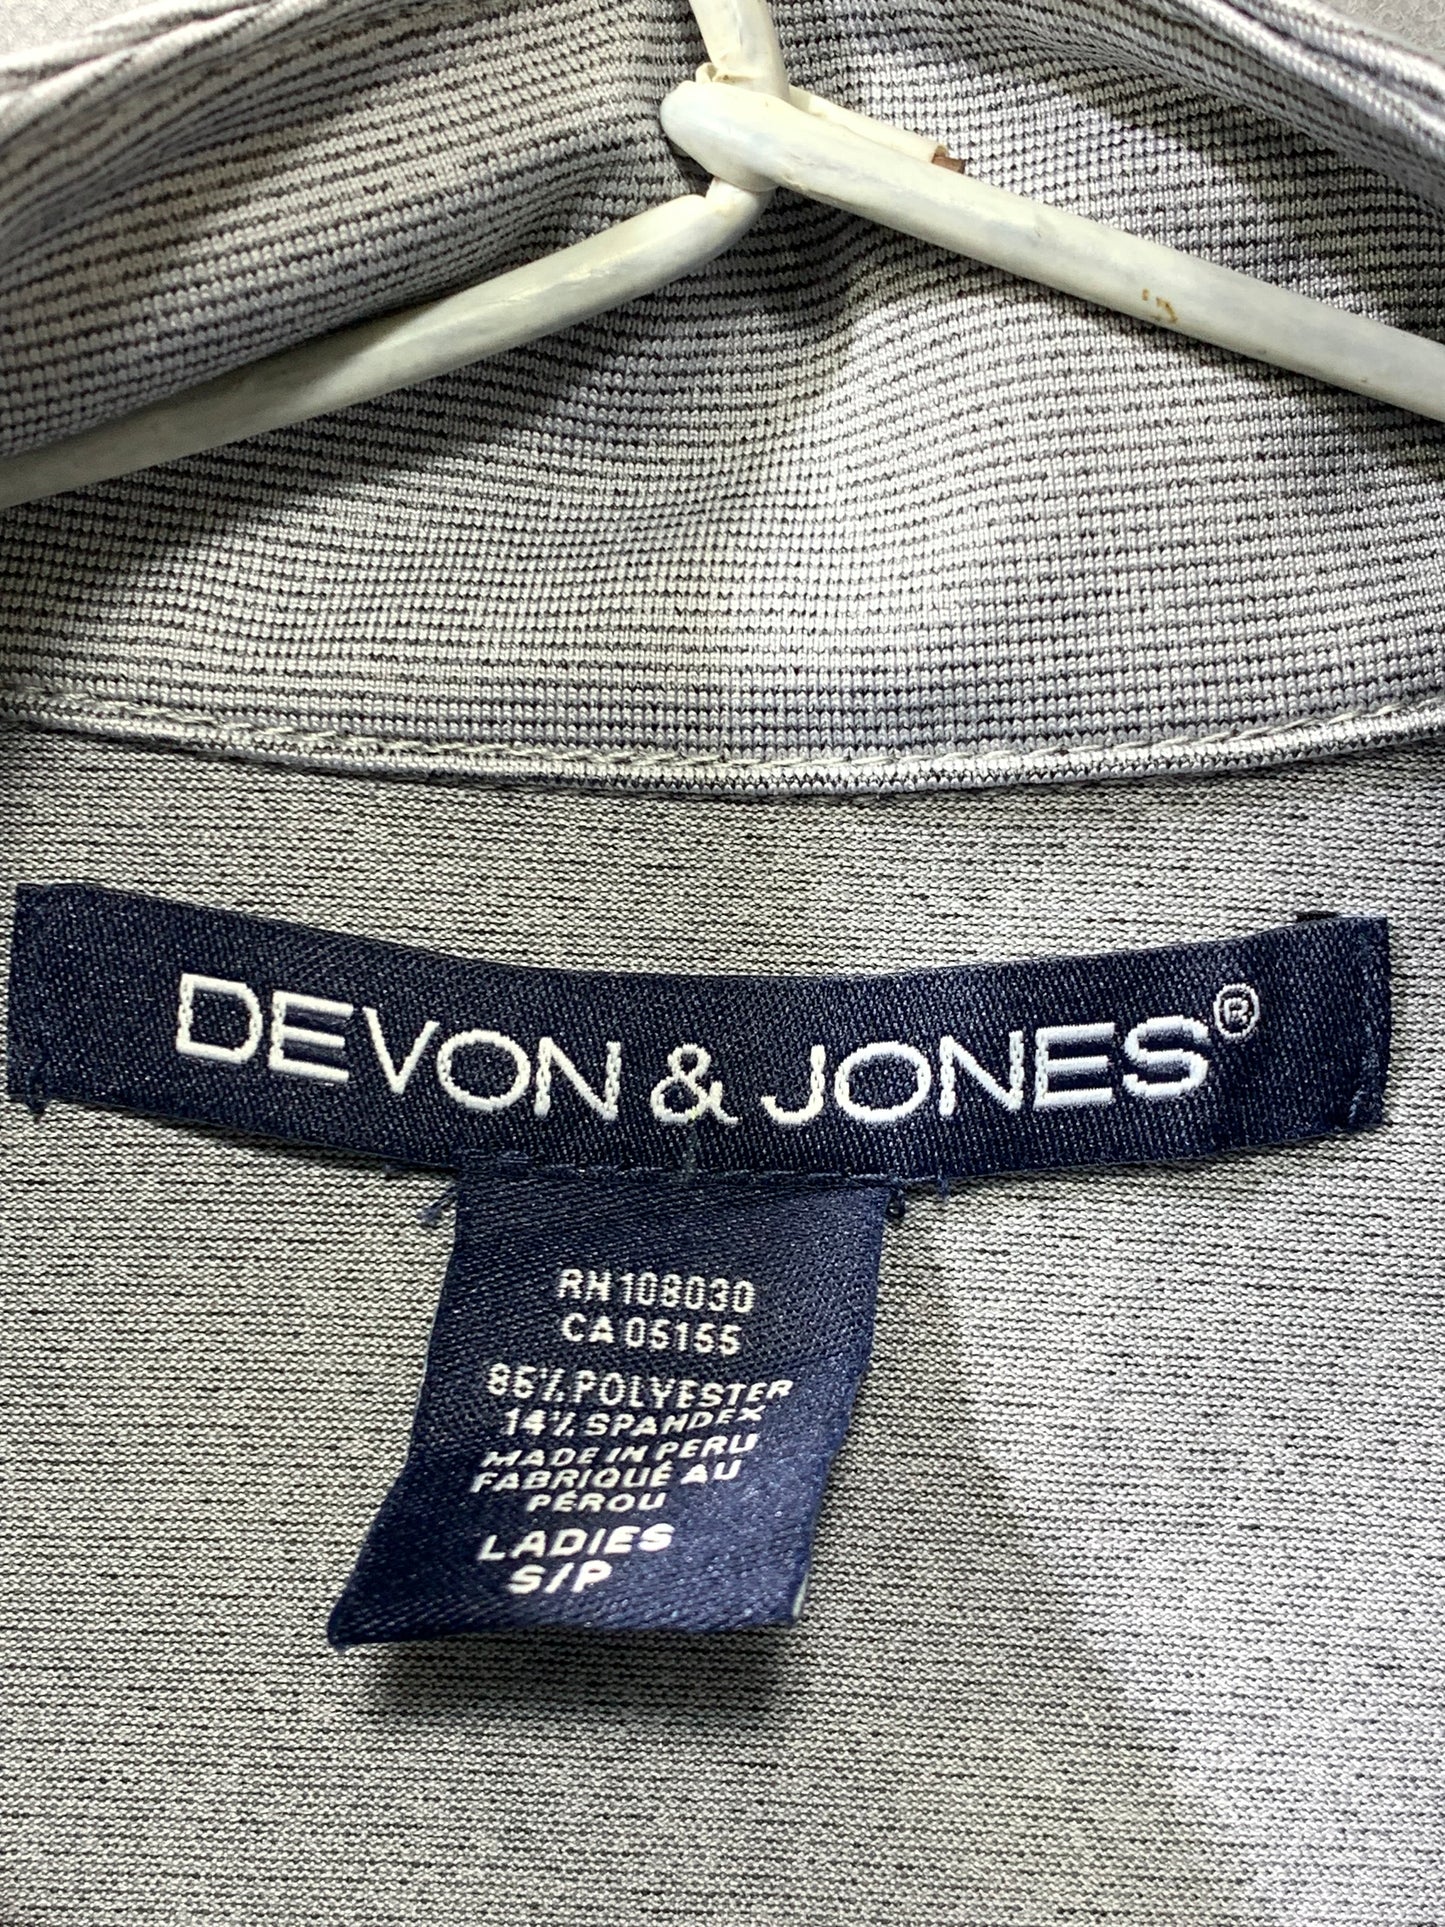 DEVON & JONES®
RN 108030
CA 05155
86% POLYESTER
14% SPANDEX
MADE IN PERU
FABRIQUÉ AU
PÉROU
LADIES
S/P